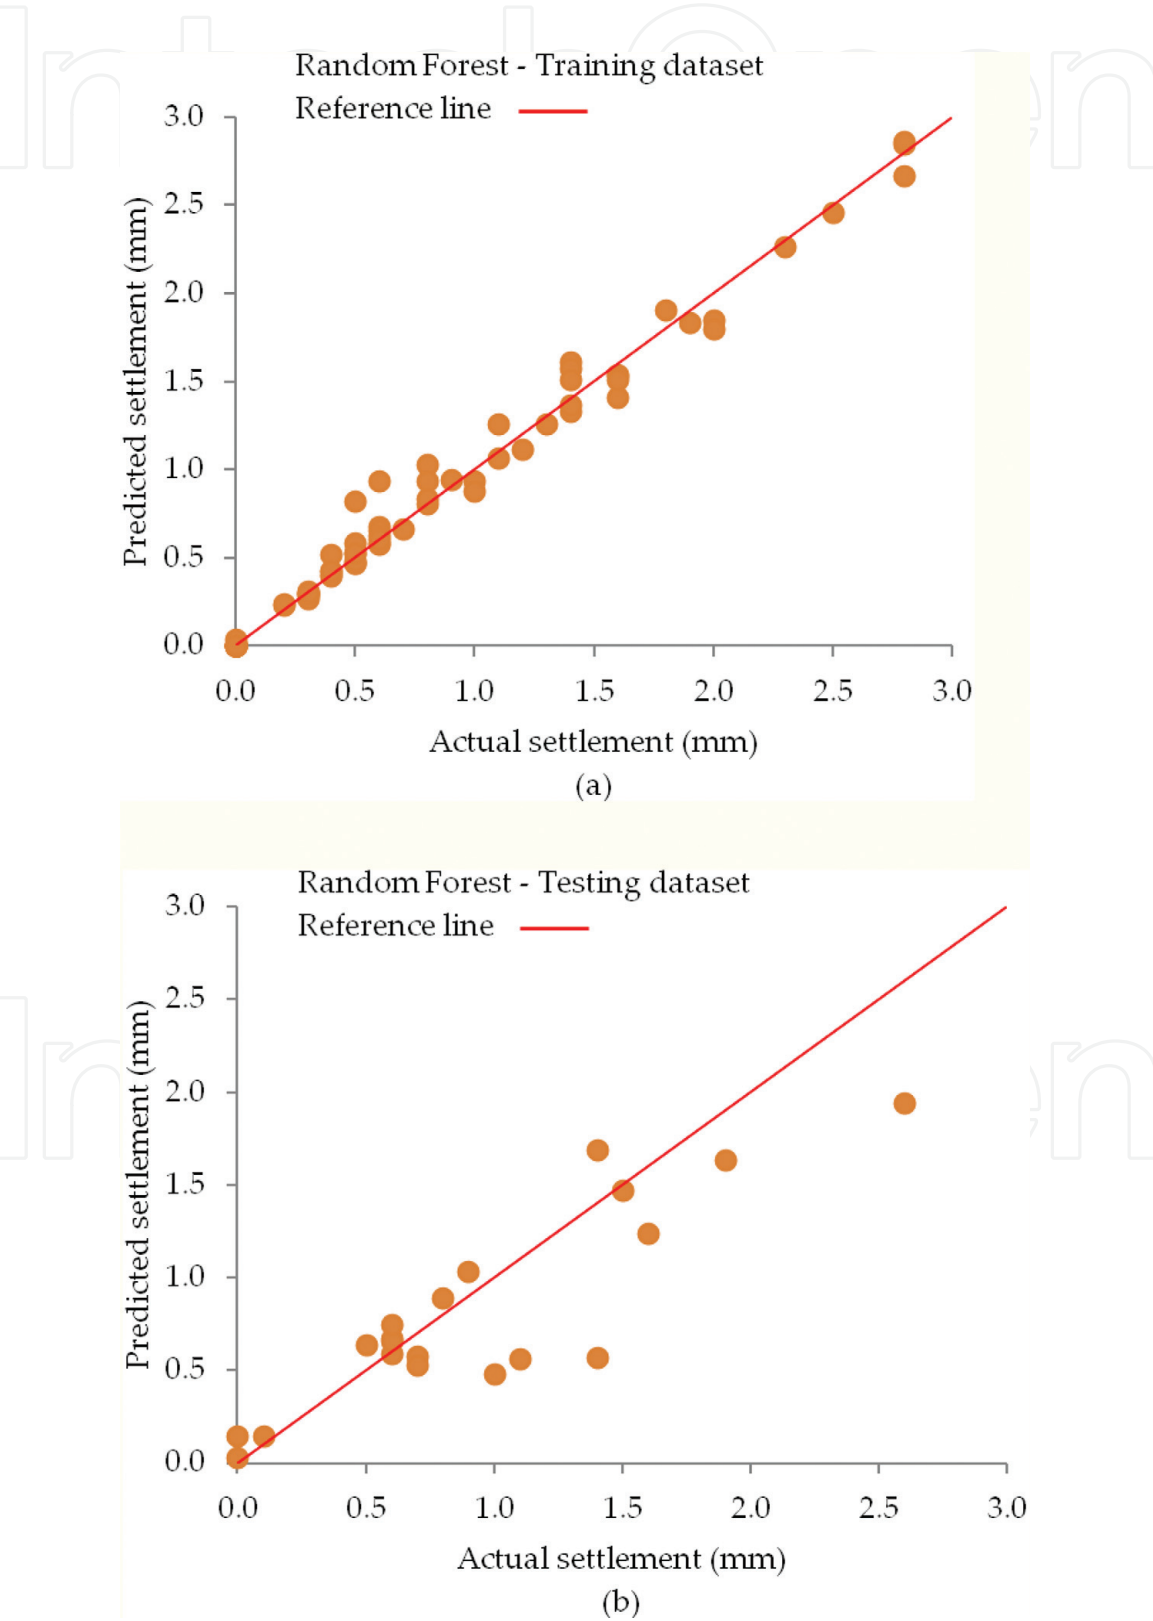 Random Forest - Training dataset
Reference line
3.0
2.5
2.0
1.5
1.0
0.5
0.0
Predicted settlement (mm)
0.0 0.5 1.0 1.5 2.0 2.5 3.0
Actual settlement (mm)
(a)
Random Forest - Testing dataset
Reference line
3.0
2.5
2.0
1.5
1.0
0.5
0.0
Predicted settlement (mm)
0.0 0.5 1.0 1.5 2.0 2.5 3.0
Actual settlement (mm)
(b)